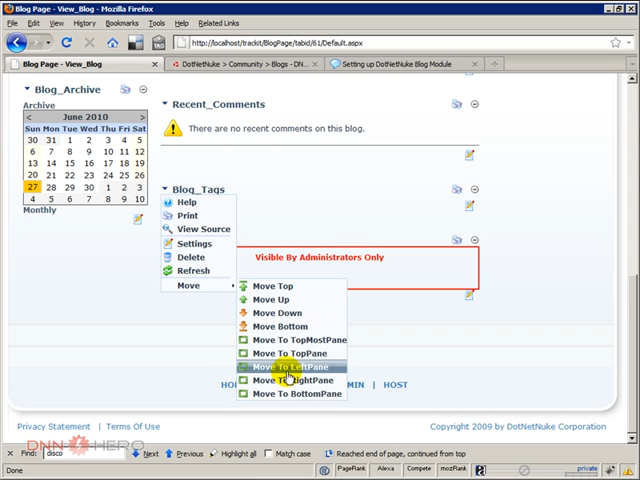 Blog Page - View_Blog - Mozilla Firefox
File Edit View History Bookmarks Tools Help Related Links
TAG http://localhost/trackit/BlogPage/tabid/61/Default.aspx
Blog Page - View_Blog DotNetNuke > Community > Blogs - DN... Setting up DotNetNuke Blog Module
Blog_Archive
Archive
< June 2010 >
Sun Mon Tue Wed Thu Fri Sat
30 31 1 2 3 4 5
6 7 8 9 10 11 12
13 14 15 16 17 18 19
20 21 22 23 24 25 26
27 28 29 30 1 2 3
4 5 6 7 8 9 10
Monthly
Recent_Comments
There are no recent comments on this blog.
Blog_Tags
Help
Print
View Source
Settings
Delete
Refresh
Move
Visible By Administrators Only
Move Top
Move Up
Move Down
Move Bottom
Move To TopMostPane
Move To TopPane
Move To LeftPane
Move To RightPane
Move To BottomPane
HOST
Privacy Statement | Terms Of Use
Copyright 2009 by DotNetNuke Corporation
DNN HERO
Find: disco Next Previous Highlight all Match case Reached end of page, continued from top
Done PageRank Alexa Compete mozRank